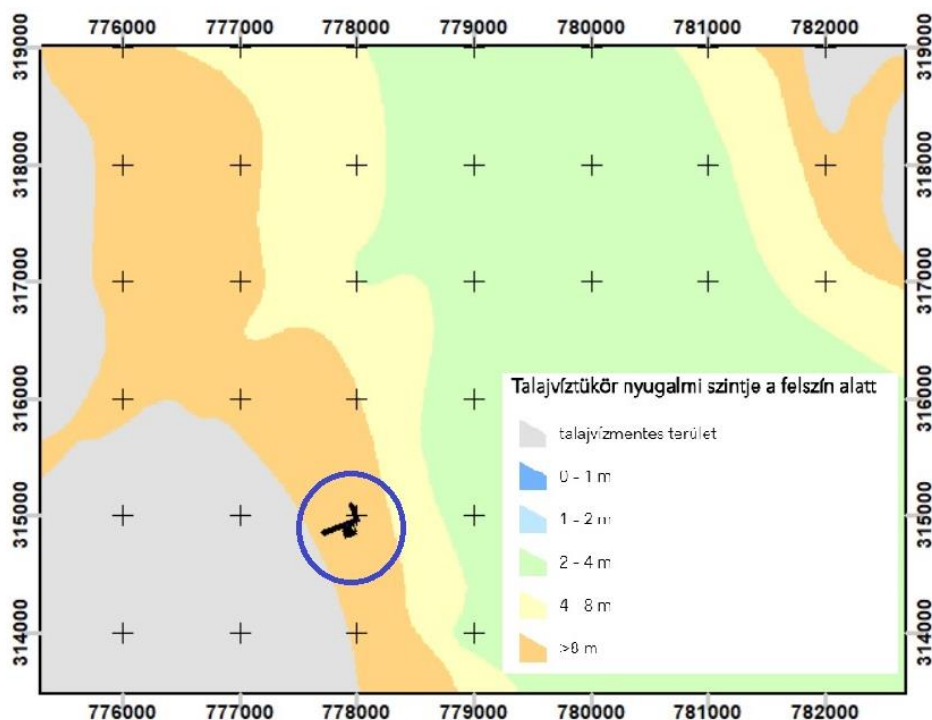 776000 777000 778000 779000 780000 781000 782000
319000 319000
318000 318000
317000 317000
316000 316000
315000 315000
314000 314000
Talajvíztükör nyugalmi szintje a felszín alatt
talajvízmentes terület
0 - 1 m
1 - 2 m
2 - 4 m
4 - 8 m
>8 m
776000 777000 778000 779000 780000 781000 782000